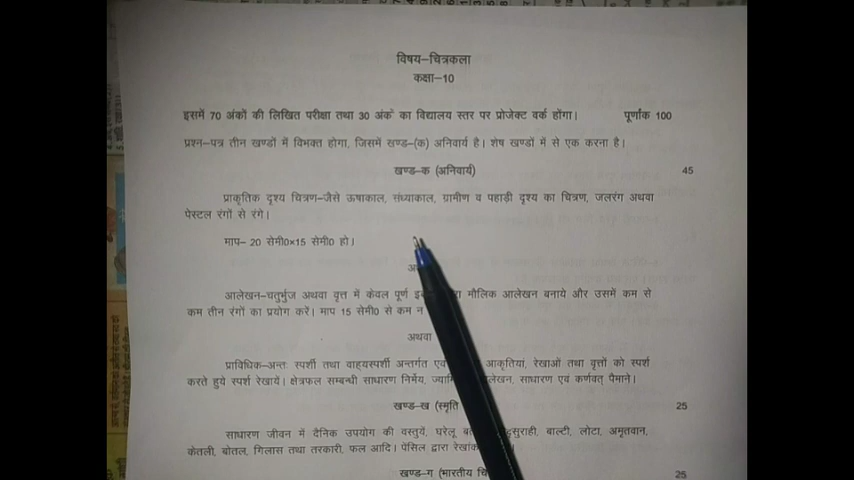 विषय–चित्रकला
कक्षा–10
इसमें 70 अंकों की लिखित परीक्षा तथा 30 अंक का विद्यालय स्तर पर प्रोजेक्ट वर्क होंगा। पूर्णांक 100
प्रश्न–पत्र तीन खण्डों में विभक्त होगा, जिसमें खण्ड–(क) अनिवार्य है। शेष खण्डों में से एक करना है।
खण्ड–क (अनिवार्य) 45
प्राकृतिक दृश्य चित्रण–जैसे ऊषाकाल, संध्याकाल, ग्रामीण व पहाड़ी दृश्य का चित्रण, जलरंग अथवा
पेस्टल रंगों से रंगे।
माप– 20 सेमी0×15 सेमी0 हो।
आलेखन–चतुर्भुज अथवा वृत्त में केवल पूर्ण मौलिक आलेखन बनाये और उसमें कम से
कम तीन रंगों का प्रयोग करें। माप 15 सेमी0 से कम न
अथवा
प्राविधिक–अन्तः स्पर्शी तथा वाह्यस्पर्शी अन्तर्गत आकृतियां, रेखाओं तथा वृत्तों को स्पर्श
करते हुये स्पर्श रेखायें। क्षेत्रफल सम्बन्धी साधारण निर्मेय, साधारण एवं कर्णवत् पैमाने।
खण्ड–ख (स्मृति 25
साधारण जीवन में दैनिक उपयोग की वस्तुयें, घरेलू सुराही, बाल्टी, लोटा, अमृतवान,
केतली, बोतल, गिलास तथा तरकारी, फल आदि। पेंसिल द्वारा
खण्ड–ग (भारतीय 25